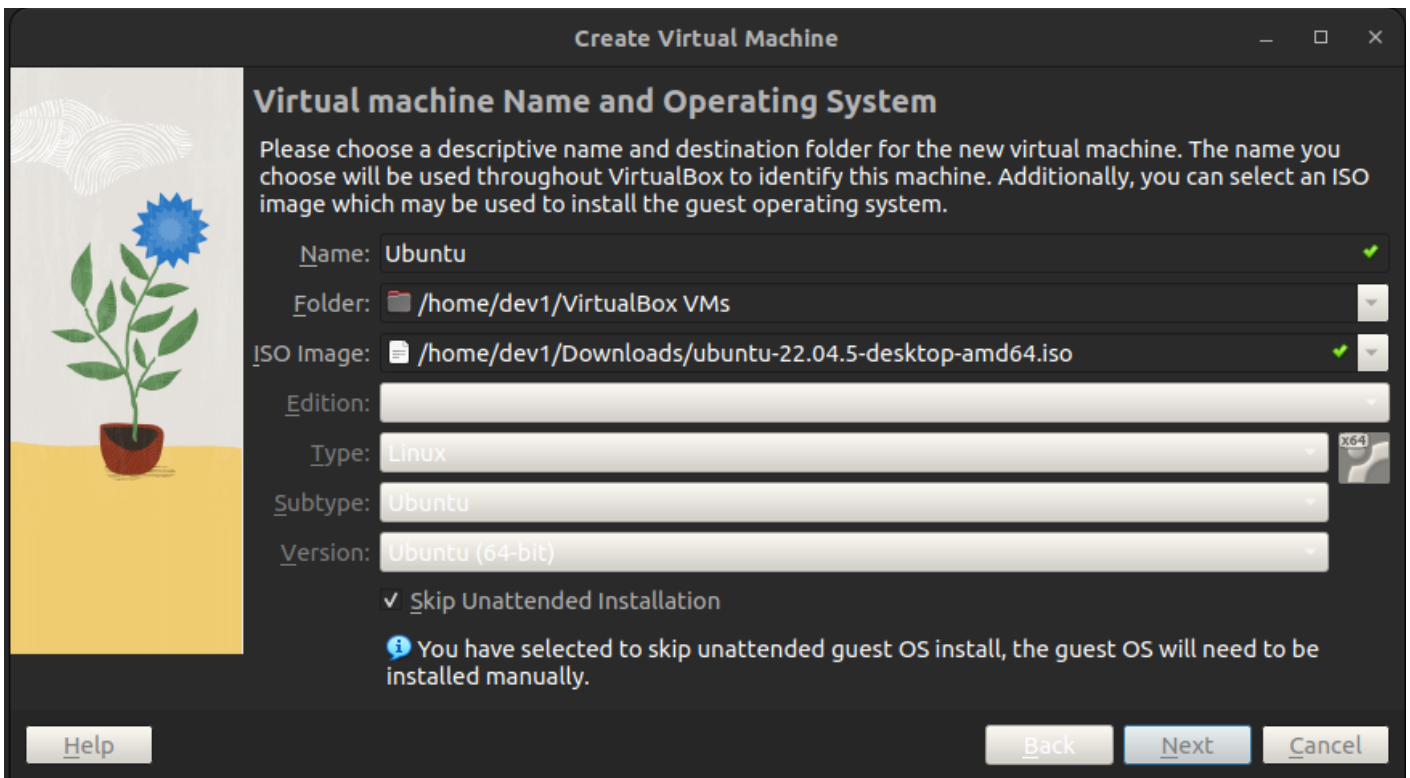 Create Virtual Machine
Virtual machine Name and Operating System
Please choose a descriptive name and destination folder for the new virtual machine. The name you
choose will be used throughout VirtualBox to identify this machine. Additionally, you can select an ISO
image which may be used to install the guest operating system.
Name: Ubuntu
Folder: /home/dev1/VirtualBox VMs
ISO Image: /home/dev1/Downloads/ubuntu-22.04.5-desktop-amd64.iso
Edition:
Type: Linux x64
Subtype: Ubuntu
Version: Ubuntu (64-bit)
Skip Unattended Installation
You have selected to skip unattended guest OS install, the guest OS will need to be
installed manually.
Help Back Next Cancel